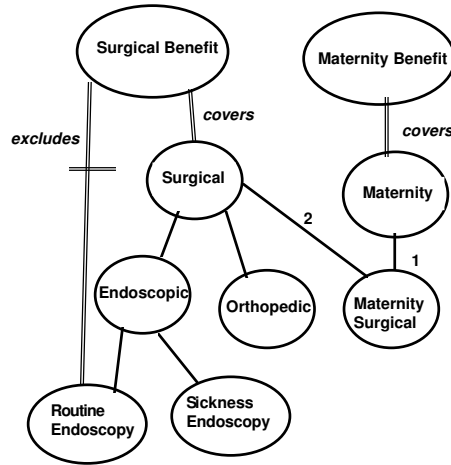 Surgical Benefit
Maternity Benefit
excludes
covers
covers
Surgical
Maternity
2
1
Endoscopic
Orthopedic
Maternity
Surgical
Routine
Endoscopy
Sickness
Endoscopy